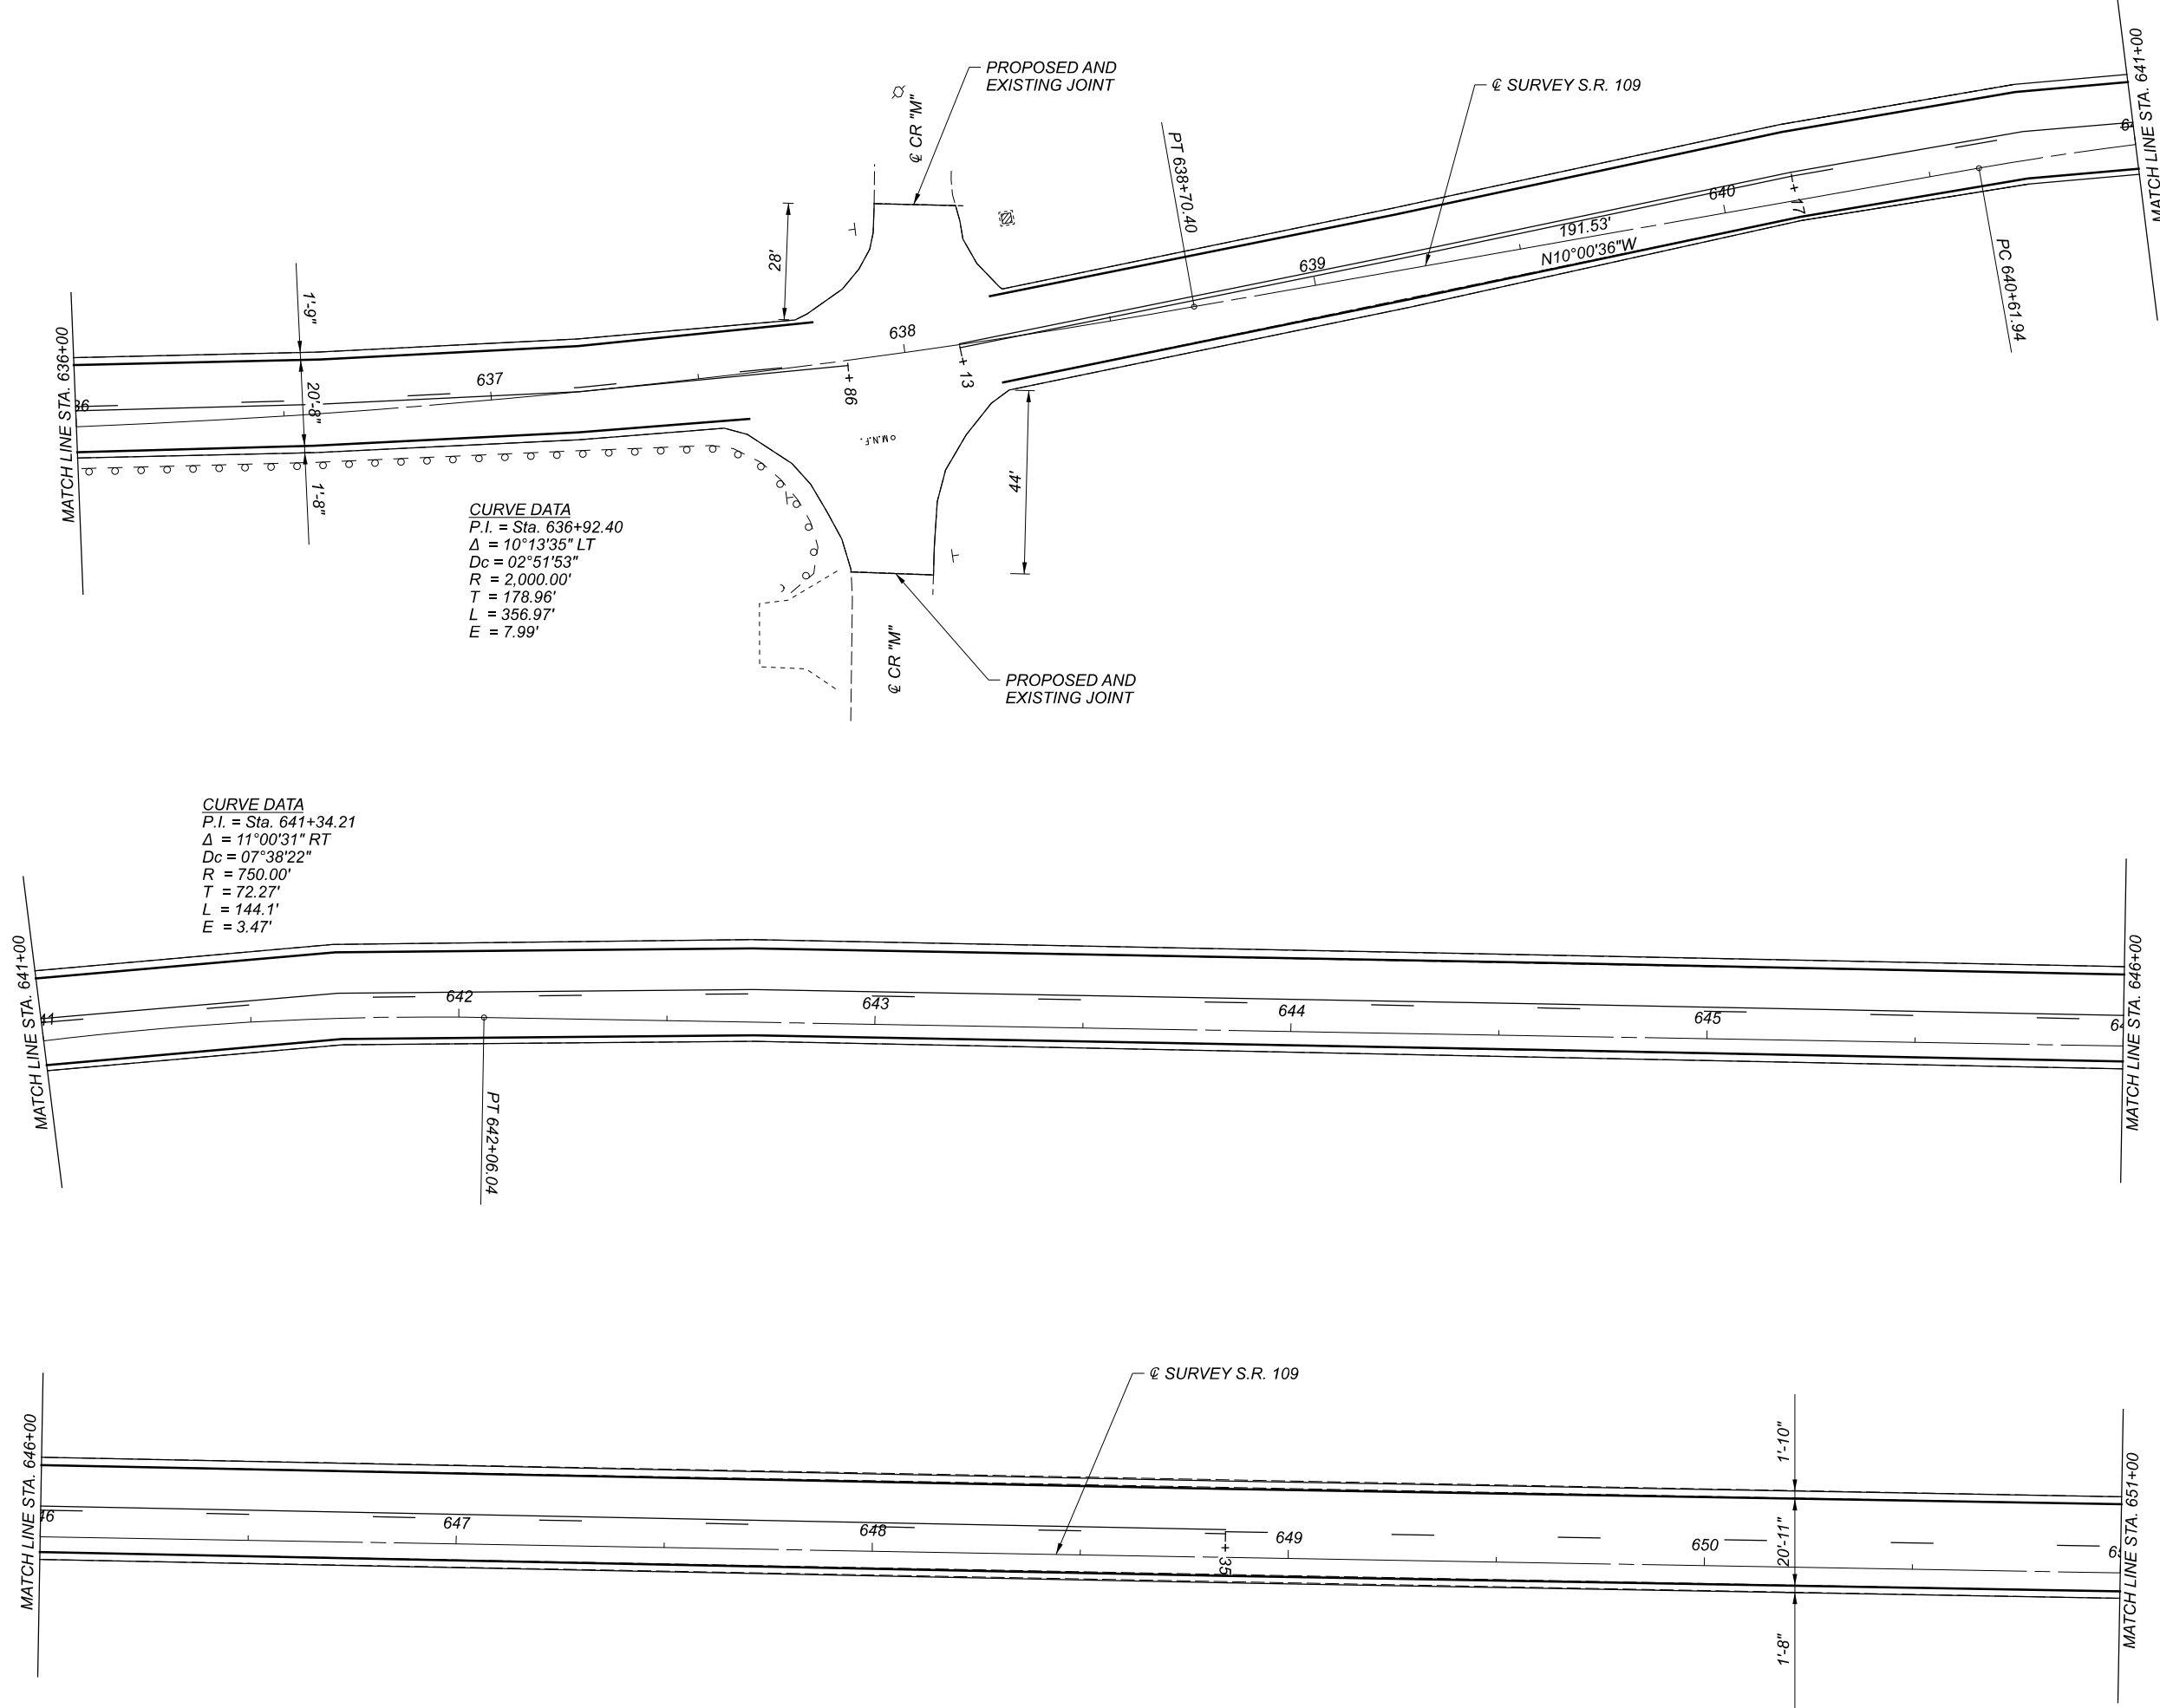 PROPOSED AND
EXISTING JOINT
℄ CR "M"
℄ SURVEY S.R. 109
MATCH LINE STA. 641+00
PT 638+70.40
28'
1'-9"
MATCH LINE STA. 636+00
36
20'-8"
1'-8"
637
638
+ 86
+ 13
639
191.53'
N10°00'36"W
640
+ 17
PC 640+61.94
M.N.F.
44'
CURVE DATA
P.I. = Sta. 636+92.40
Δ = 10°13'35" LT
Dc = 02°51'53"
R = 2,000.00'
T = 178.96'
L = 356.97'
E = 7.99'
℄ CR "M"
PROPOSED AND
EXISTING JOINT
CURVE DATA
P.I. = Sta. 641+34.21
Δ = 11°00'31" RT
Dc = 07°38'22"
R = 750.00'
T = 72.27'
L = 144.1'
E = 3.47'
MATCH LINE STA. 641+00
642
643
644
645
MATCH LINE STA. 646+00
PT 642+06.04
℄ SURVEY S.R. 109
MATCH LINE STA. 646+00
46
647
648
+ 35
649
650
1'-10"
20'-11"
1'-8"
MATCH LINE STA. 651+00